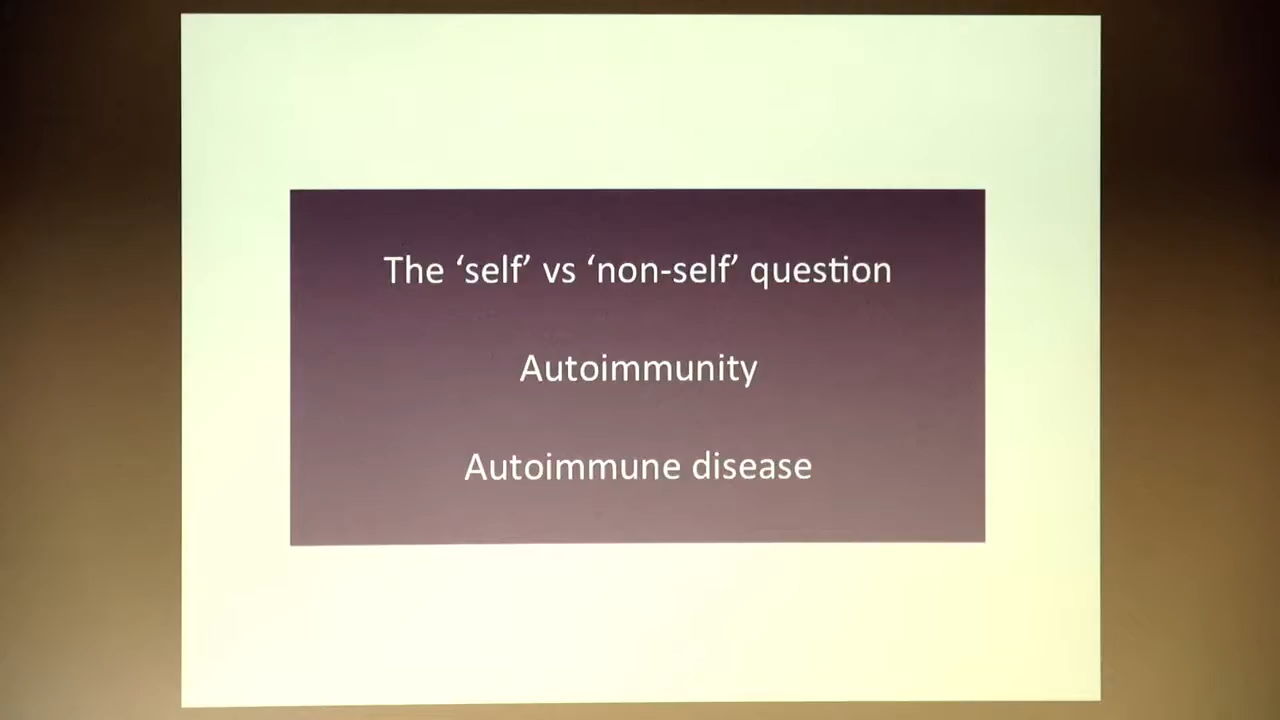 The ‘self’ vs ‘non-self’ question
Autoimmunity
Autoimmune disease